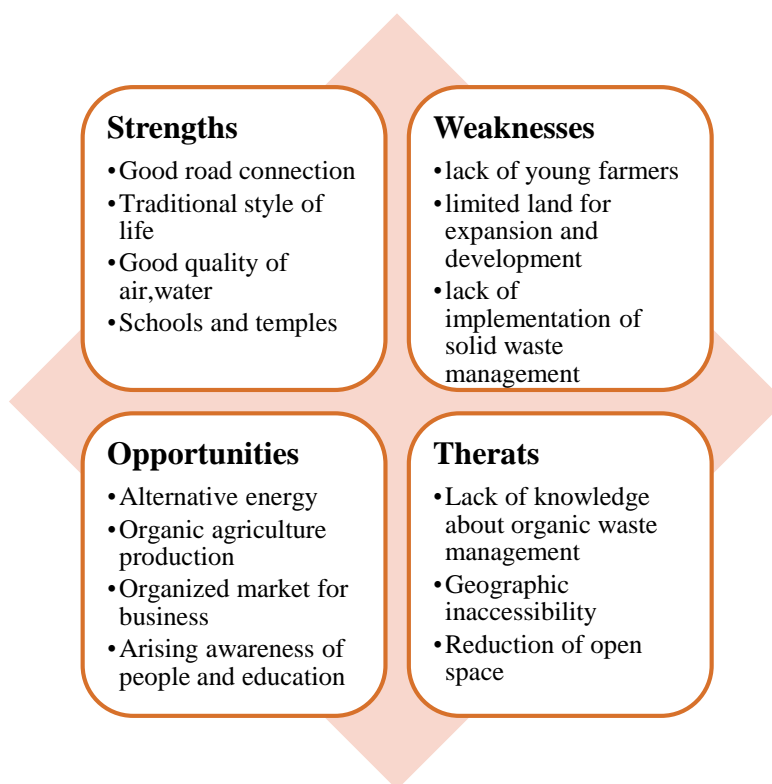 Strengths
•Good road connection
•Traditional style of
life
•Good quality of
air,water
•Schools and temples
Weaknesses
•lack of young farmers
•limited land for
expansion and
development
•lack of
implementation of
solid waste
management
Opportunities
•Alternative energy
•Organic agriculture
production
•Organized market for
business
•Arising awareness of
people and education
Therats
•Lack of knowledge
about organic waste
management
•Geographic
inaccessibility
•Reduction of open
space